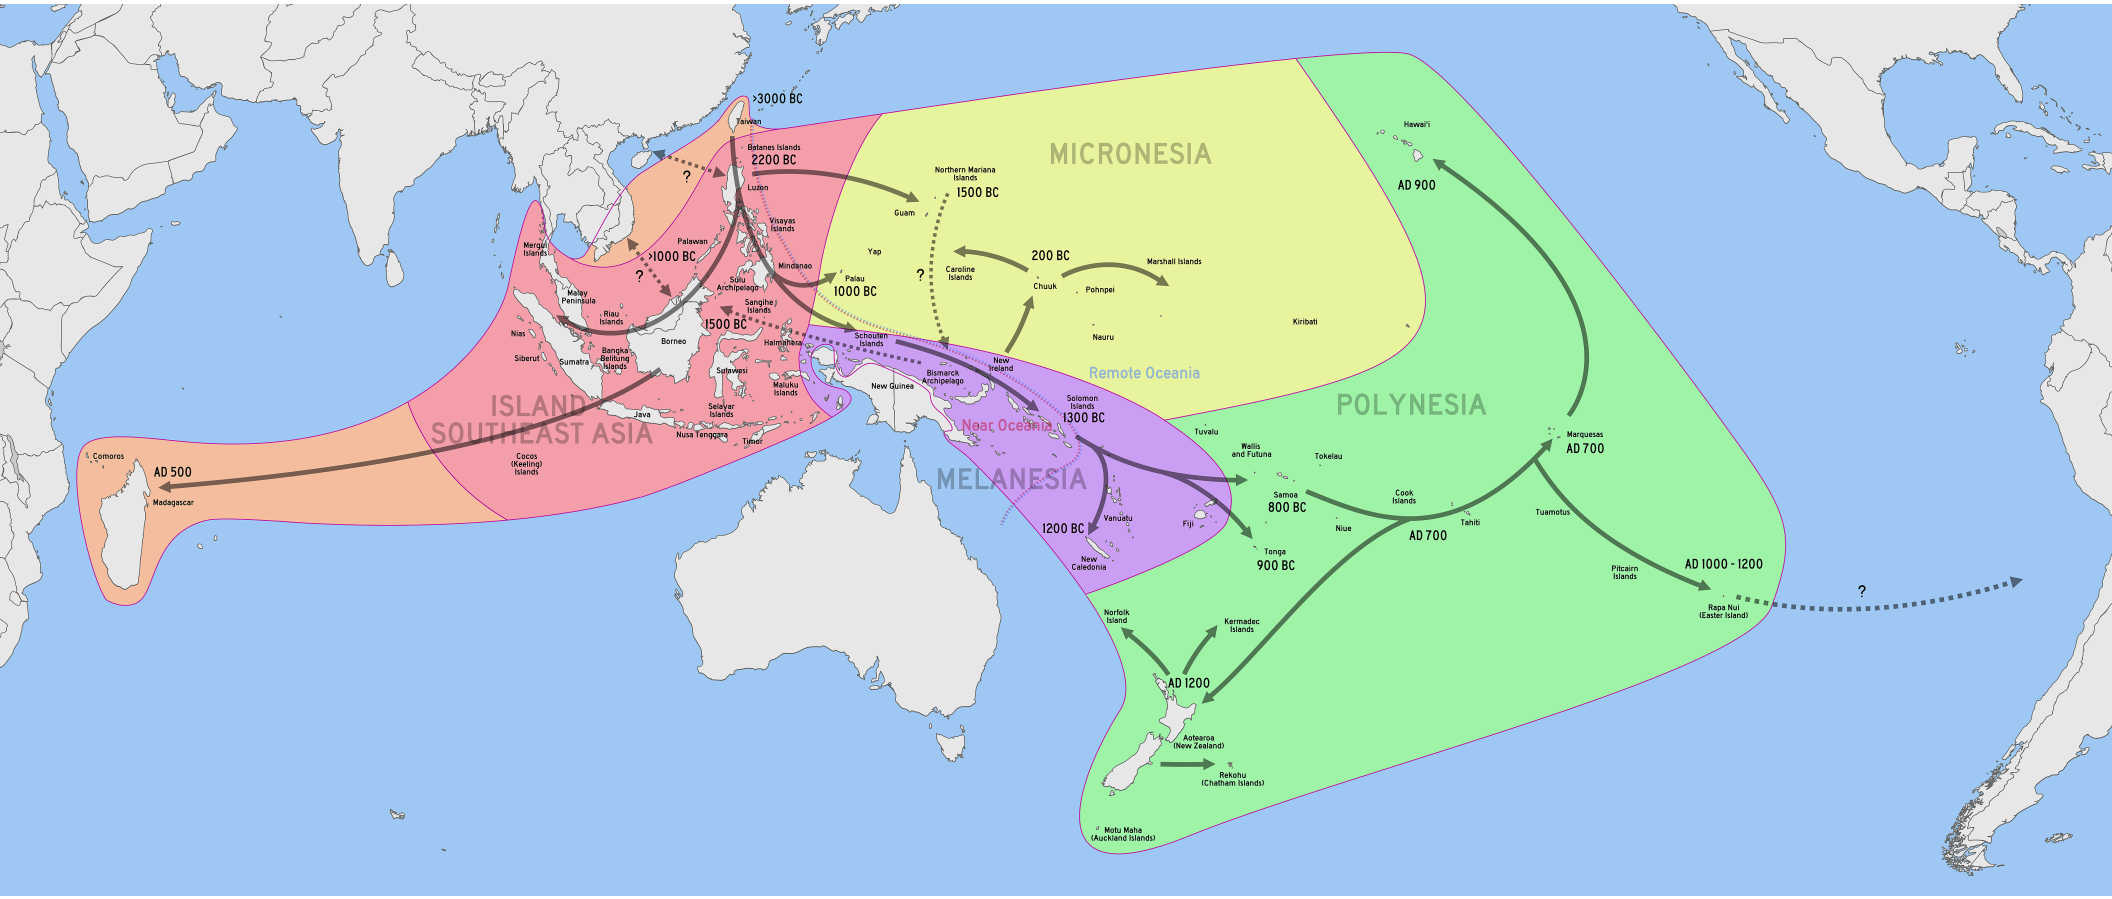 >3000 BC
Taiwan
Batanes Islands
2200 BC
?
Luzon
Visayas
Islands
Palawan
>1000 BC
?
Mindanao
Sulu
Archipelago
Sangihe
Islands
1500 BC
Mergui
Islands
Malay
Peninsula
Riau
Islands
Nias
Siberut
Sumatra
Bangka
Belitung
Islands
Borneo
Halmahera
Sulawesi
Maluku
Islands
Selayar
Islands
Java
Nusa Tenggara
Timor
ISLAND
SOUTHEAST ASIA
Cocos
(Keeling)
Islands
Comoros
AD 500
Madagascar
MICRONESIA
Northern Mariana
Islands
1500 BC
Guam
Yap
Palau
1000 BC
?
Caroline
Islands
200 BC
Chuuk
Pohnpei
Marshall Islands
Nauru
Kiribati
Remote Oceania
Schouten
Islands
New Guinea
Bismarck
Archipelago
New
Ireland
Solomon
Islands
1300 BC
Near Oceania
MELANESIA
1200 BC
Vanuatu
New
Caledonia
Fiji
Hawai'i
AD 900
POLYNESIA
Tuvalu
Wallis
and Futuna
Tokelau
Samoa
800 BC
Tonga
900 BC
Niue
Cook
Islands
AD 700
Tahiti
Marquesas
AD 700
Tuamotus
Pitcairn
Islands
AD 1000 - 1200
Rapa Nui
(Easter Island)
?
Norfolk
Island
Kermadec
Islands
AD 1200
Aotearoa
(New Zealand)
Rekohu
(Chatham Islands)
Motu Maha
(Auckland Islands)